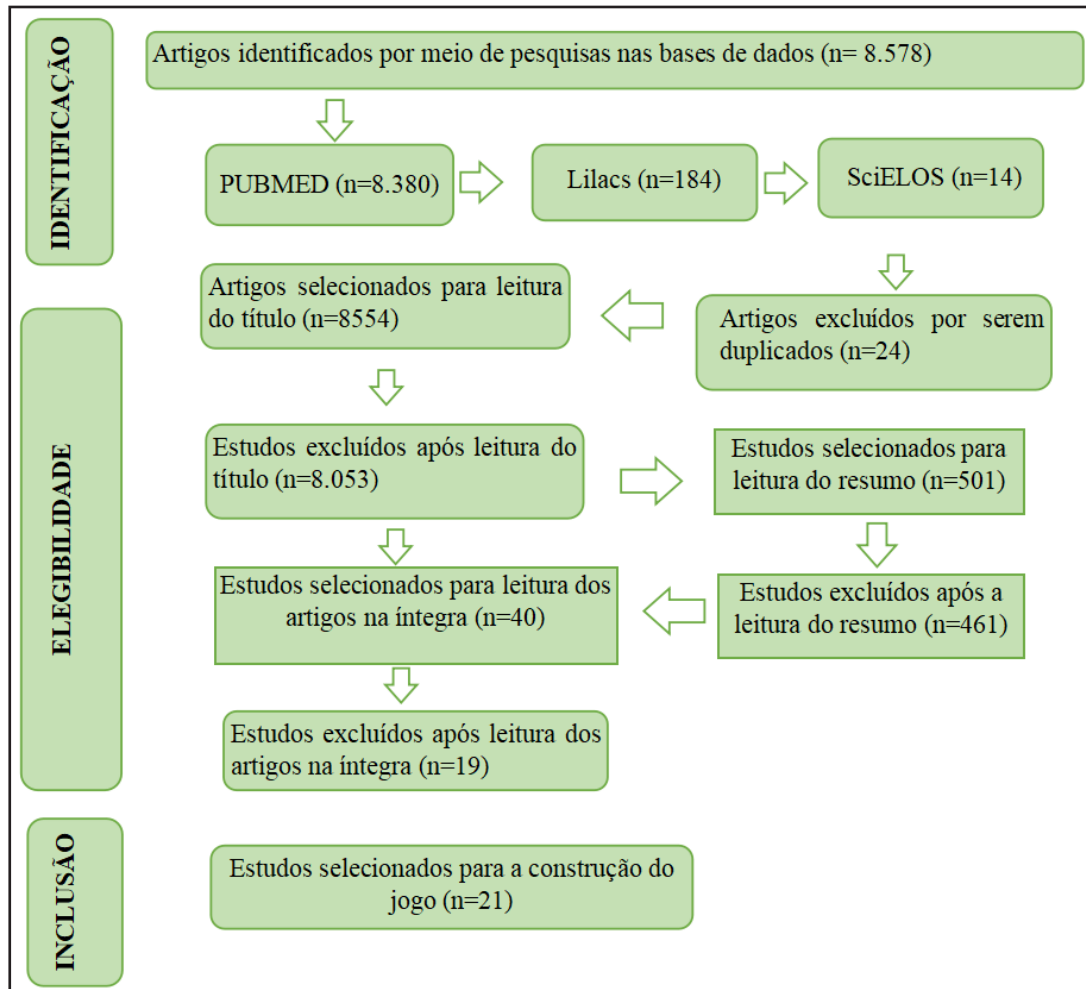 IDENTIFICAÇÃO
Artigos identificados por meio de pesquisas nas bases de dados (n= 8.578)
PUBMED (n=8.380)
Lilacs (n=184)
SciELOS (n=14)
Artigos excluídos por serem
duplicados (n=24)
Artigos selecionados para leitura
do título (n=8554)
ELEGIBILIDADE
Estudos excluídos após leitura do
título (n=8.053)
Estudos selecionados para
leitura do resumo (n=501)
Estudos excluídos após a
leitura do resumo (n=461)
Estudos selecionados para leitura dos
artigos na íntegra (n=40)
Estudos excluídos após leitura dos
artigos na íntegra (n=19)
INCLUSÃO
Estudos selecionados para a construção do
jogo (n=21)